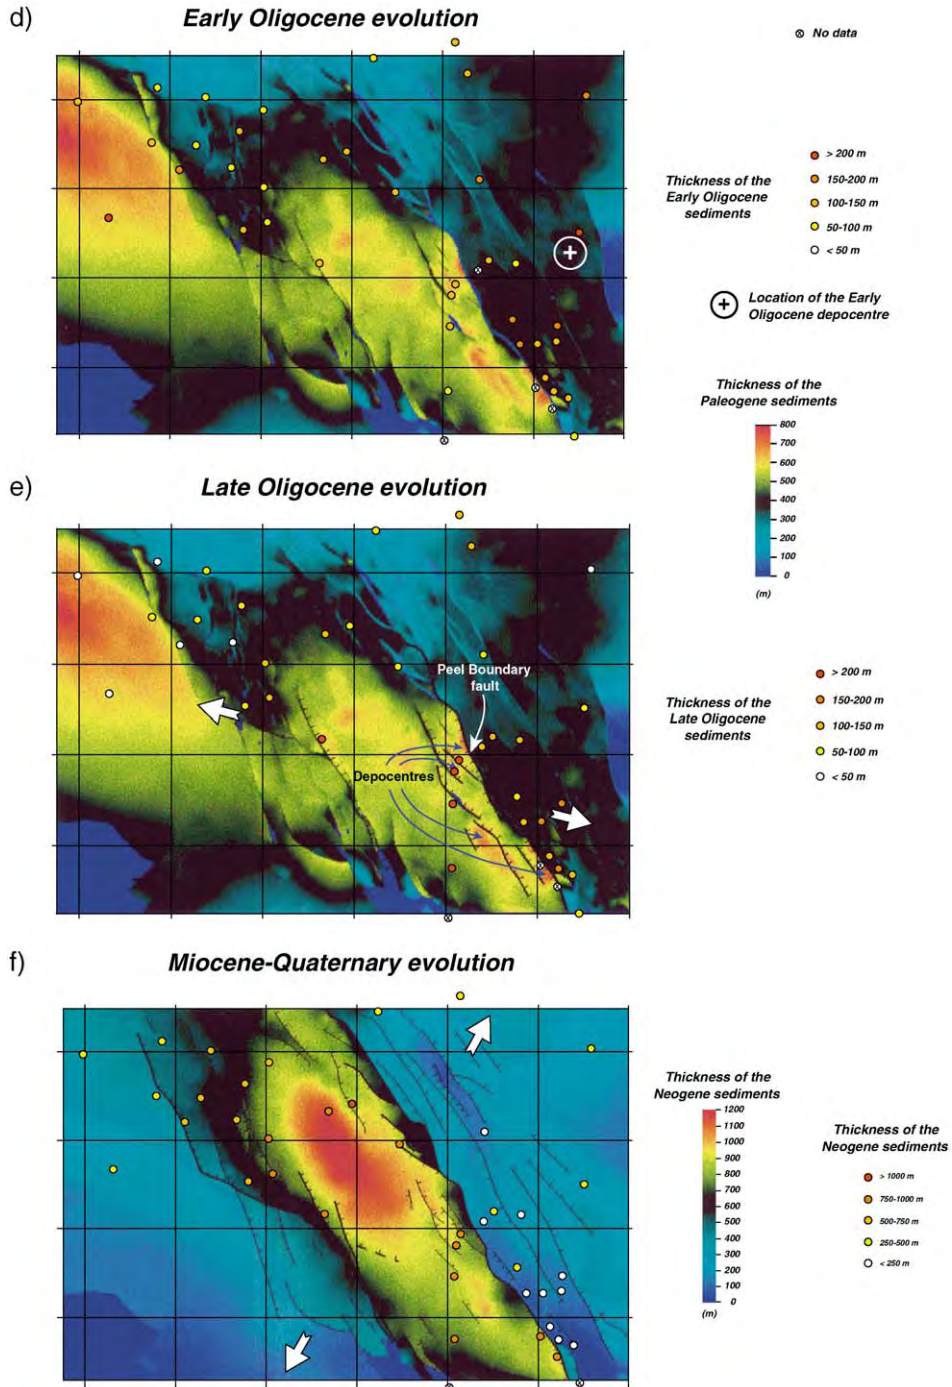 d)
Early Oligocene evolution
No data
Thickness of the
Early Oligocene
sediments
> 200 m
150-200 m
100-150 m
50-100 m
< 50 m
Location of the Early
Oligocene depocentre
Thickness of the
Paleogene sediments
800
700
600
500
400
300
200
100
0
(m)
e)
Late Oligocene evolution
Peel Boundary
fault
Depocentres
Thickness of the
Late Oligocene
sediments
> 200 m
150-200 m
100-150 m
50-100 m
< 50 m
f)
Miocene-Quaternary evolution
Thickness of the
Neogene sediments
1200
1100
1000
900
800
700
600
500
400
300
200
100
0
(m)
Thickness of the
Neogene sediments
> 1000 m
750-1000 m
500-750 m
250-500 m
< 250 m